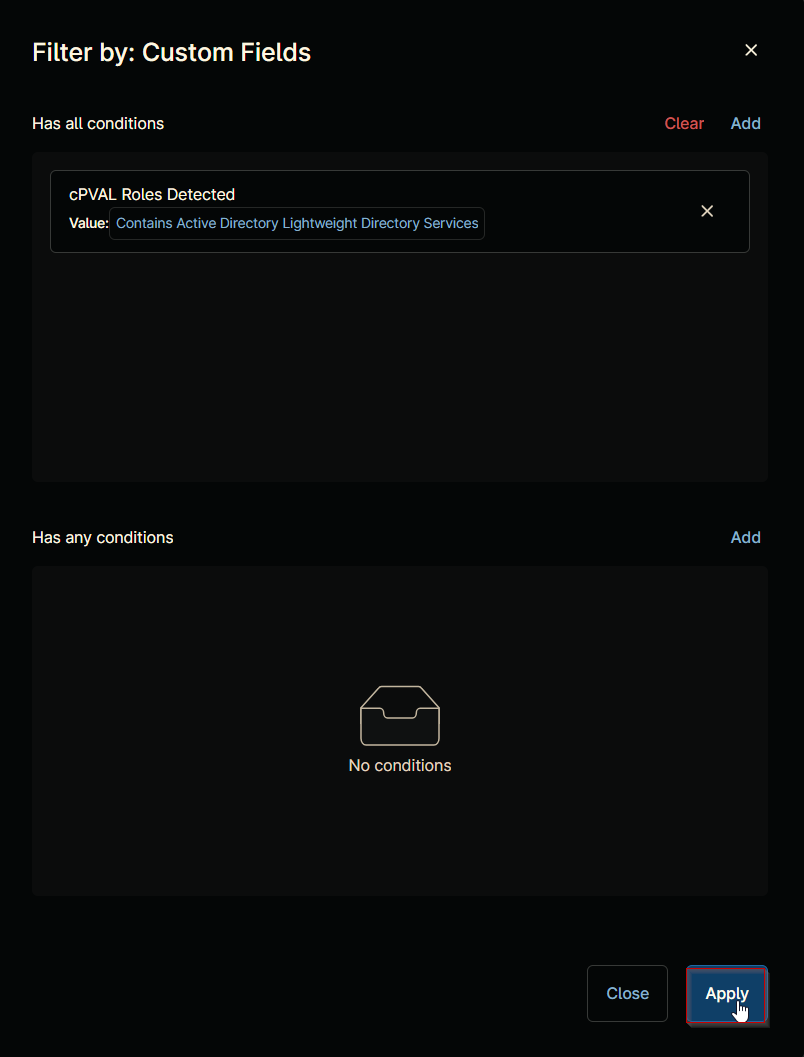 Filter by: Custom Fields
Has all conditions
Clear
Add
cPVAL Roles Detected
Value: Contains Active Directory Lightweight Directory Services
Has any conditions
Add
No conditions
Close
Apply